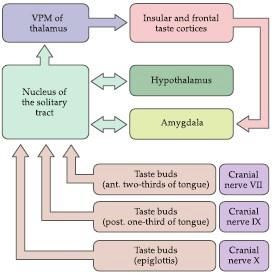 VPM of
thalamus
Insular and frontal
taste cortices
Nucleus of
the solitary
tract
Hypothalamus
Amygdala
Taste buds
(ant. two-thirds of tongue)
Cranial
nerve VII
Taste buds
(post. one-third of tongue)
Cranial
nerve IX
Taste buds
(epiglottis)
Cranial
nerve X